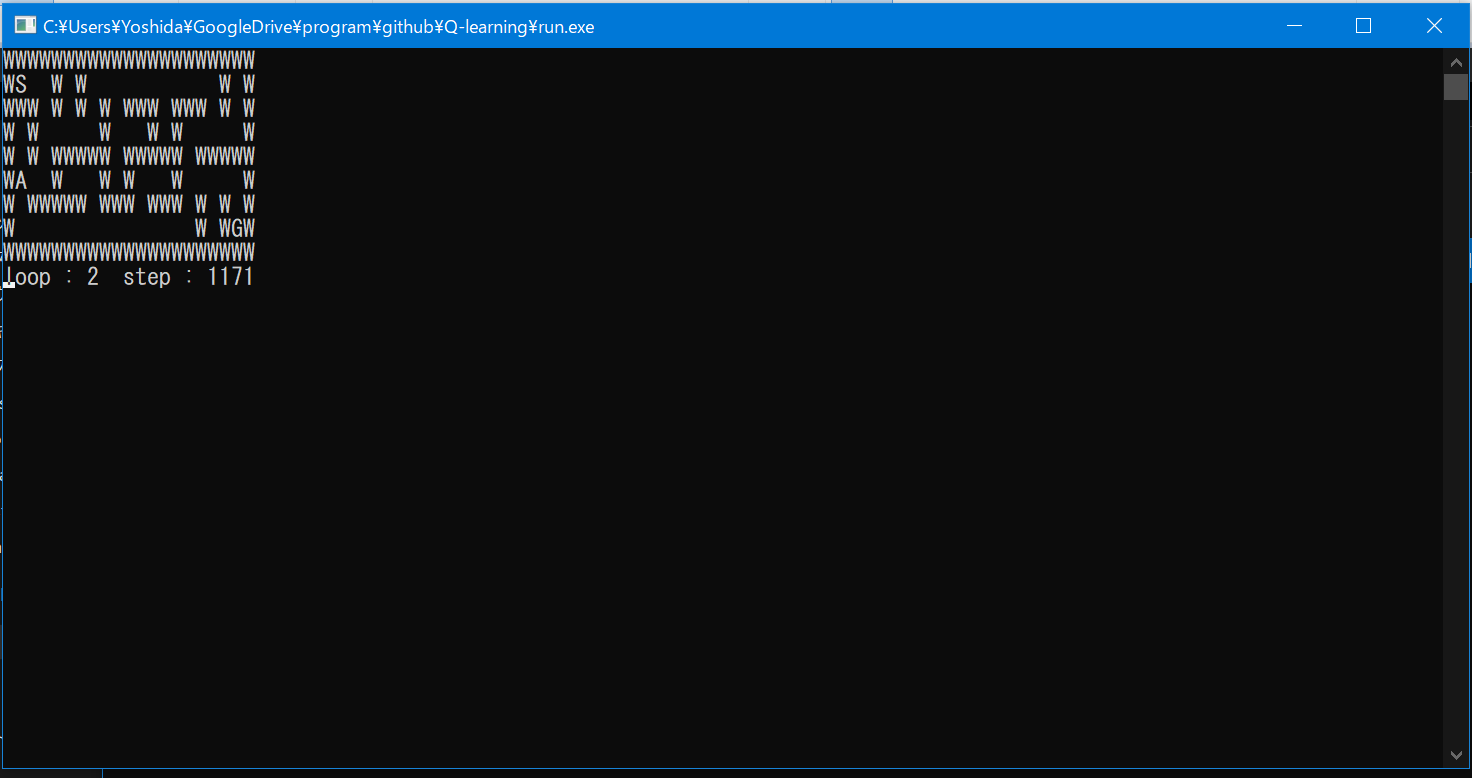 C:¥Users¥Yoshida¥GoogleDrive¥program¥github¥Q-learning¥run.exe
WWWWWWWWWWWWWWWWWWWWW
WS  W W           W W
WWW W W W WWW WWW W W
W W     W   W W     W
W W WWWWW WWWWW WWWWW
WA  W   W W   W     W
W WWWWW WWW WWW W W W
W               W WGW
WWWWWWWWWWWWWWWWWWWWW
loop : 2  step : 1171